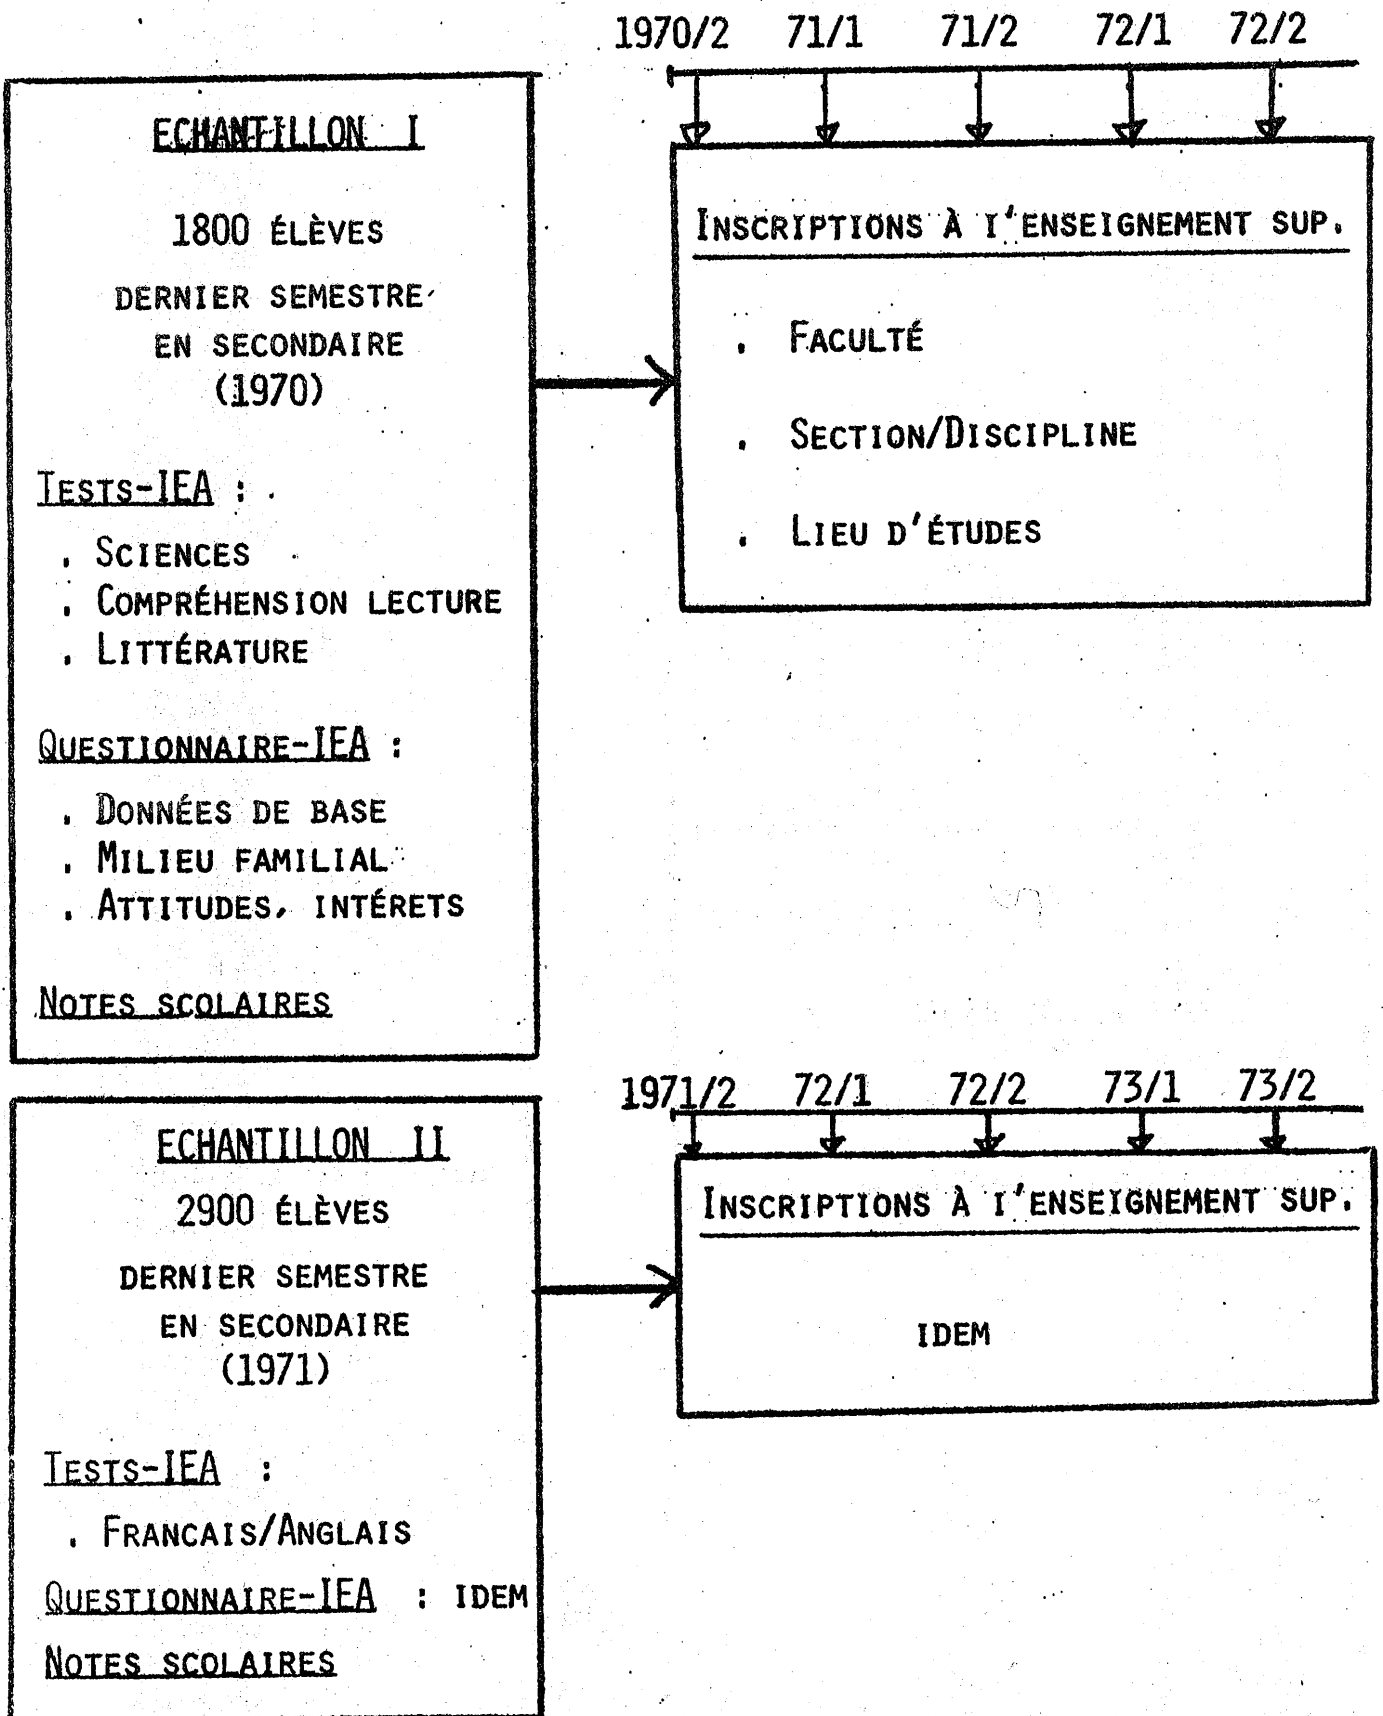 ECHANTILLON I
1800 ÉLÈVES
DERNIER SEMESTRE
EN SECONDAIRE
(1970)
TESTS-IEA :
. SCIENCES
. COMPRÉHENSION LECTURE
. LITTÉRATURE
QUESTIONNAIRE-IEA :
. DONNÉES DE BASE
. MILIEU FAMILIAL
. ATTITUDES, INTÉRETS
NOTES SCOLAIRES
1970/2 71/1 71/2 72/1 72/2
INSCRIPTIONS À I'ENSEIGNEMENT SUP.
. FACULTÉ
. SECTION/DISCIPLINE
. LIEU D'ÉTUDES
ECHANTILLON II
2900 ÉLÈVES
DERNIER SEMESTRE
EN SECONDAIRE
(1971)
TESTS-IEA :
. FRANCAIS/ANGLAIS
QUESTIONNAIRE-IEA : IDEM
NOTES SCOLAIRES
1971/2 72/1 72/2 73/1 73/2
INSCRIPTIONS À I'ENSEIGNEMENT SUP.
IDEM